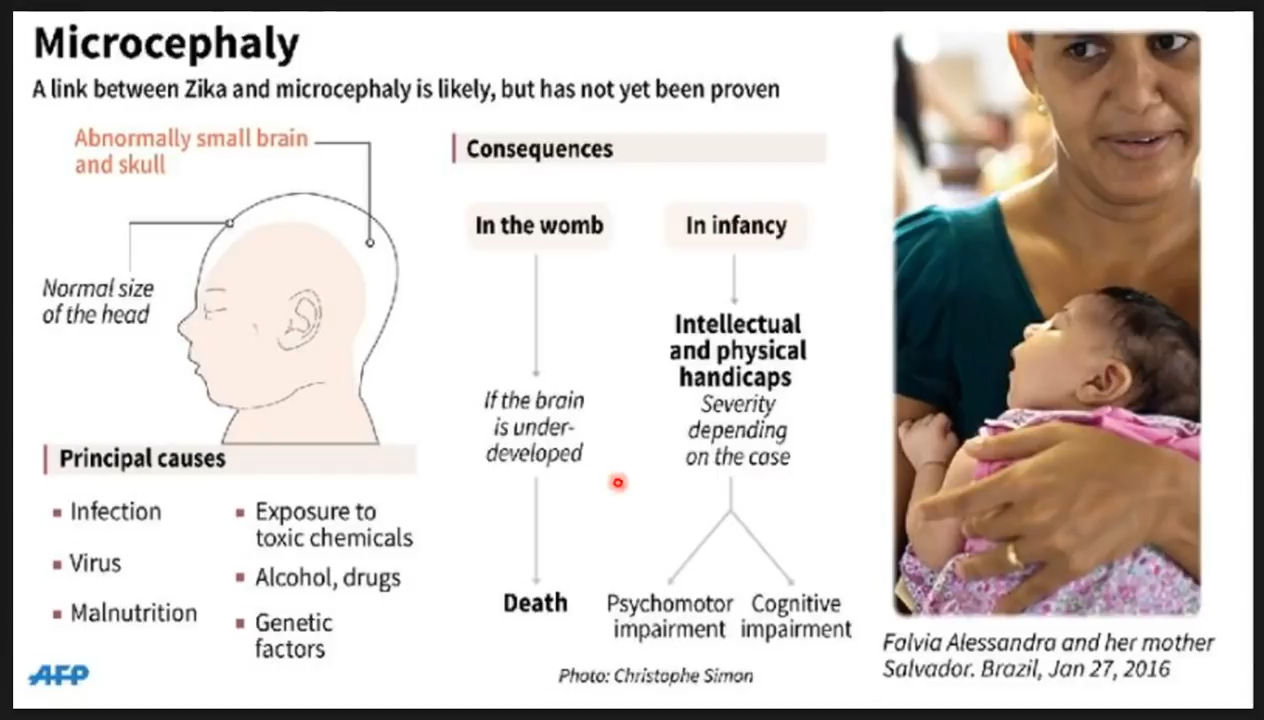 Microcephaly
A link between Zika and microcephaly is likely, but has not yet been proven
Abnormally small brain
and skull
Normal size
of the head
Principal causes
Infection
Virus
Malnutrition
Exposure to
toxic chemicals
Alcohol, drugs
Genetic
factors
AFP
Consequences
In the womb
If the brain
is under-
developed
Death
In infancy
Intellectual
and physical
handicaps
Severity
depending
on the case
Psychomotor
impairment
Cognitive
impairment
Photo: Christophe Simon
Falvia Alessandra and her mother
Salvador. Brazil, Jan 27, 2016